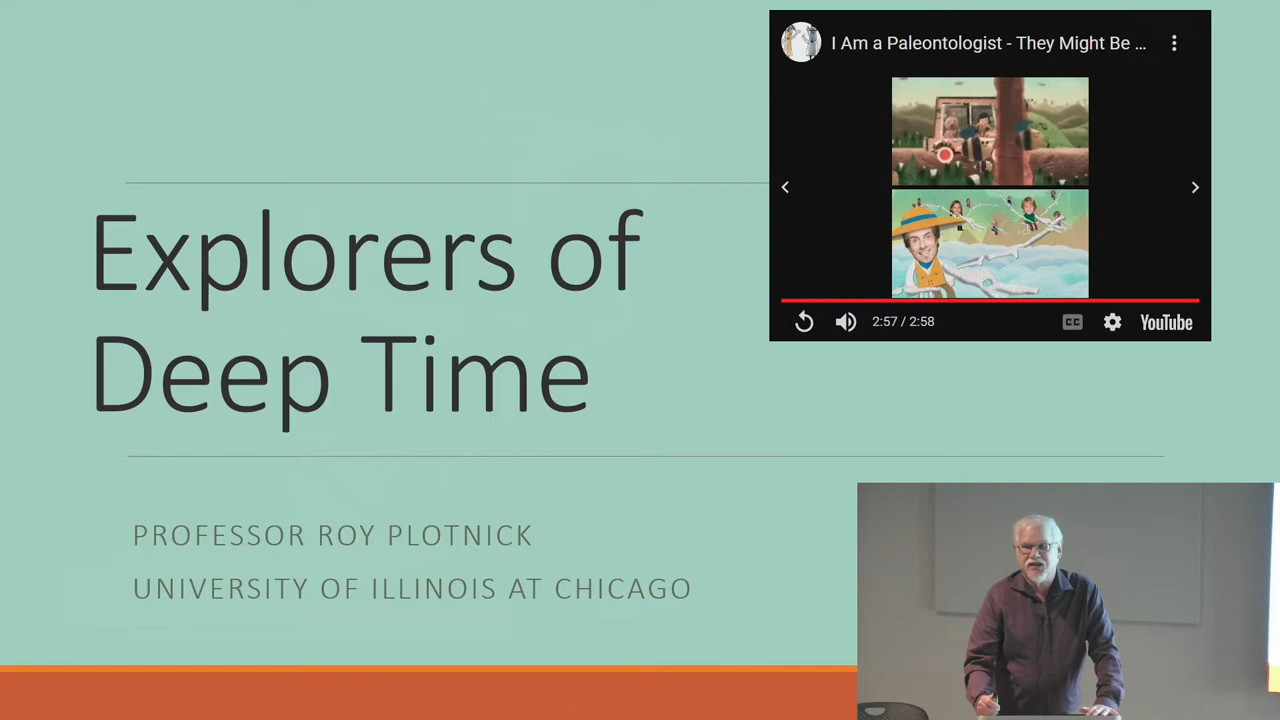 I Am a Paleontologist - They Might Be ...
2:57 / 2:58
CC
YouTube
Explorers of
Deep Time
PROFESSOR ROY PLOTNICK
UNIVERSITY OF ILLINOIS AT CHICAGO